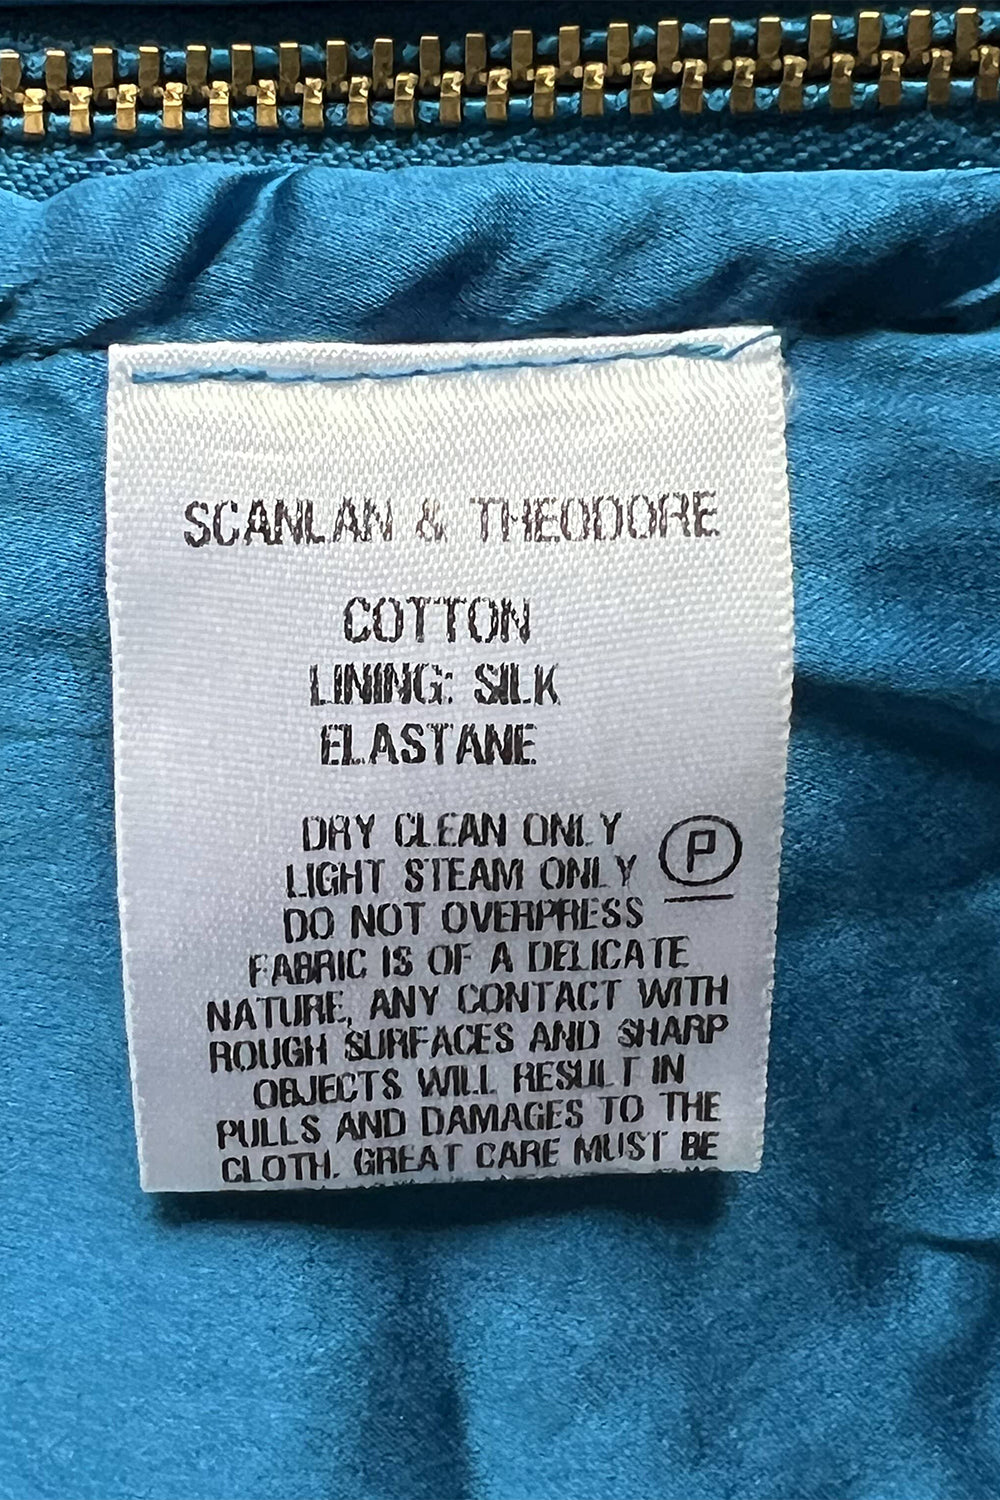 SCANLAN & THEODORE
COTTON
LINING: SILK
ELASTANE
DRY CLEAN ONLY
LIGHT STEAM ONLY
P
DO NOT OVERPRESS
FABRIC IS OF A DELICATE
NATURE, ANY CONTACT WITH
ROUGH SURFACES AND SHARP
OBJECTS WILL RESULT IN
PULLS AND DAMAGES TO THE
CLOTH. GREAT CARE MUST BE